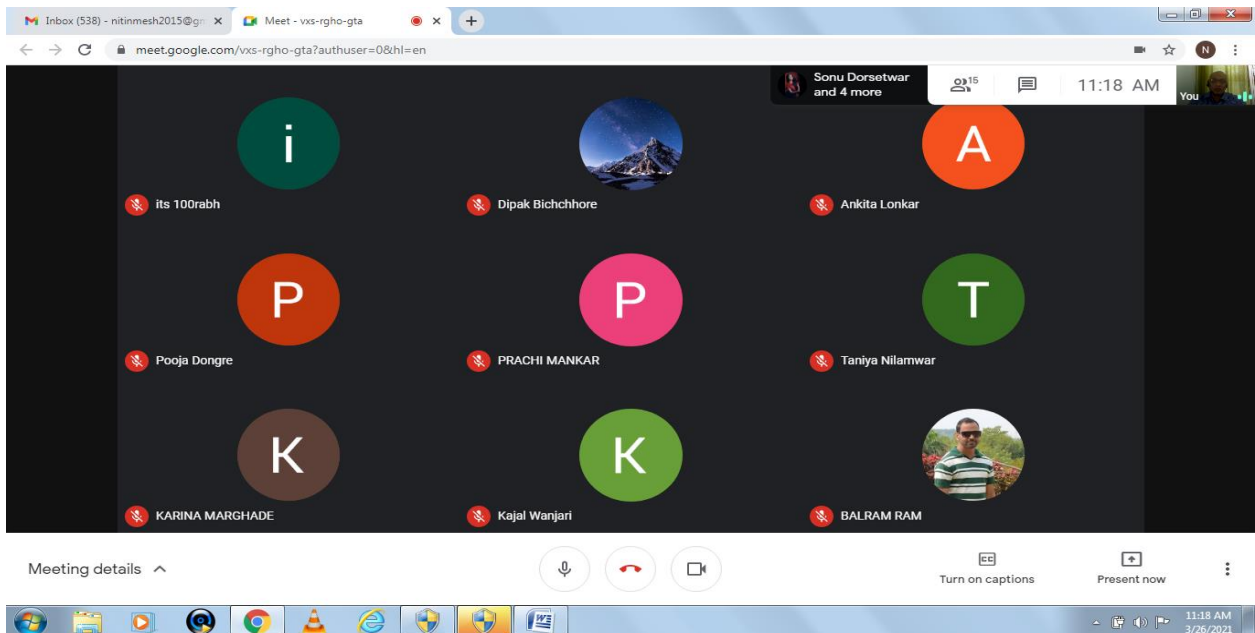 Inbox (538) - nitinmesh2015@gn
Meet - vxs-rgho-gta
meet.google.com/vxs-rgho-gta?authuser=0&hl=en
N
Sonu Dorsetwar
and 4 more
15
11:18 AM
You
i
A
its 100rabh
Dipak Bichchhore
Ankita Lonkar
P
P
T
Pooja Dongre
PRACHI MANKAR
Taniya Nilamwar
K
K
KARINA MARGHADE
Kajal Wanjari
BALRAM RAM
Meeting details
CC
Turn on captions
Present now
11:18 AM
3/26/2021